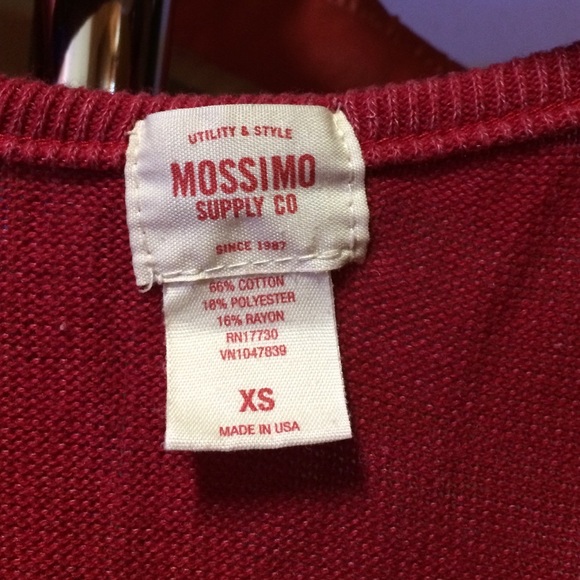 UTILITY & STYLE
MOSSIMO
SUPPLY CO
SINCE 1987
66% COTTON
18% POLYESTER
16% RAYON
RN17730
VN1047839
XS
MADE IN USA